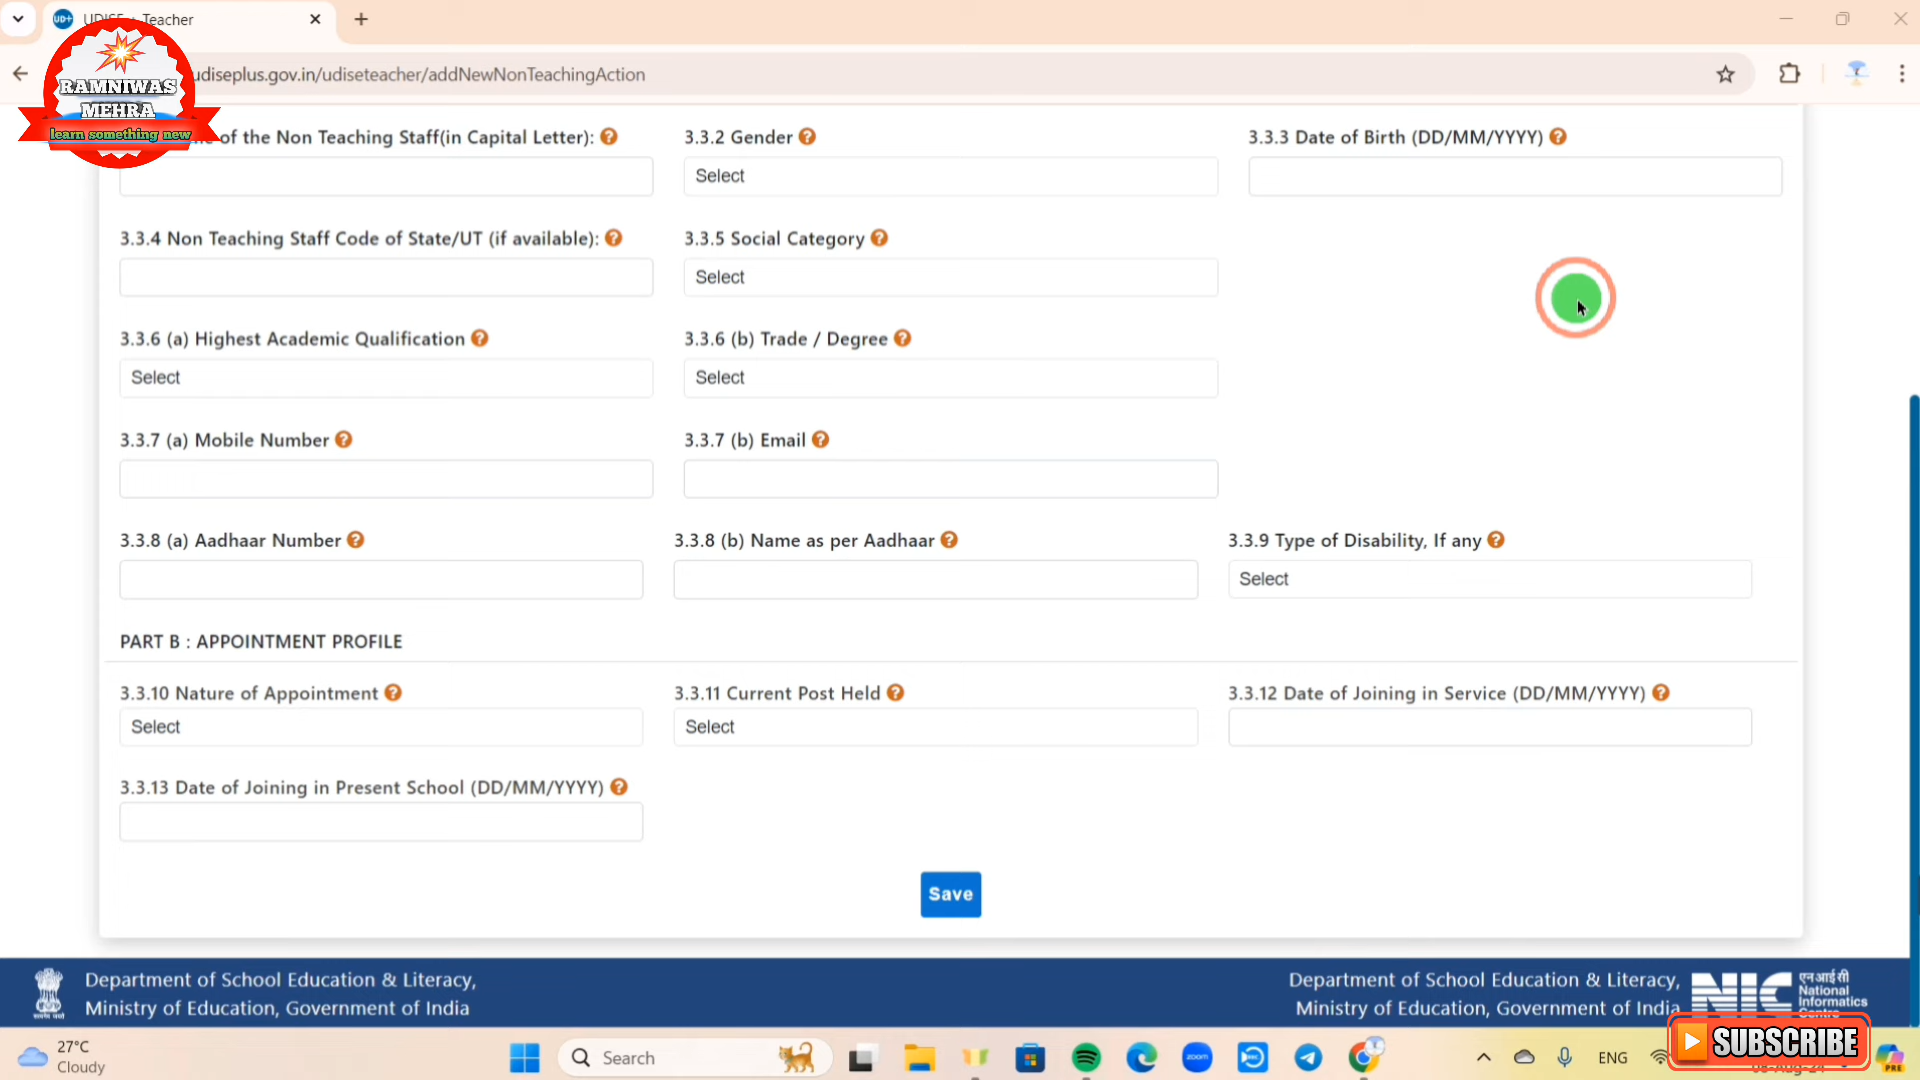 Teacher
RAMNIWAS
MEHRA
learn something new
udiseplus.gov.in/udiseteacher/addNewNonTeachingAction
of the Non Teaching Staff(in Capital Letter):
3.3.2 Gender
3.3.3 Date of Birth (DD/MM/YYYY)
Select
3.3.4 Non Teaching Staff Code of State/UT (if available):
3.3.5 Social Category
Select
3.3.6 (a) Highest Academic Qualification
3.3.6 (b) Trade / Degree
Select
Select
3.3.7 (a) Mobile Number
3.3.7 (b) Email
3.3.8 (a) Aadhaar Number
3.3.8 (b) Name as per Aadhaar
3.3.9 Type of Disability, If any
Select
PART B : APPOINTMENT PROFILE
3.3.10 Nature of Appointment
3.3.11 Current Post Held
3.3.12 Date of Joining in Service (DD/MM/YYYY)
Select
Select
3.3.13 Date of Joining in Present School (DD/MM/YYYY)
Save
Department of School Education & Literacy,
Ministry of Education, Government of India
Department of School Education & Literacy,
Ministry of Education, Government of India
NIC
एन आई सी
National
Informatics
SUBSCRIBE
27°C
Cloudy
Search
zoom
ENG
PRE